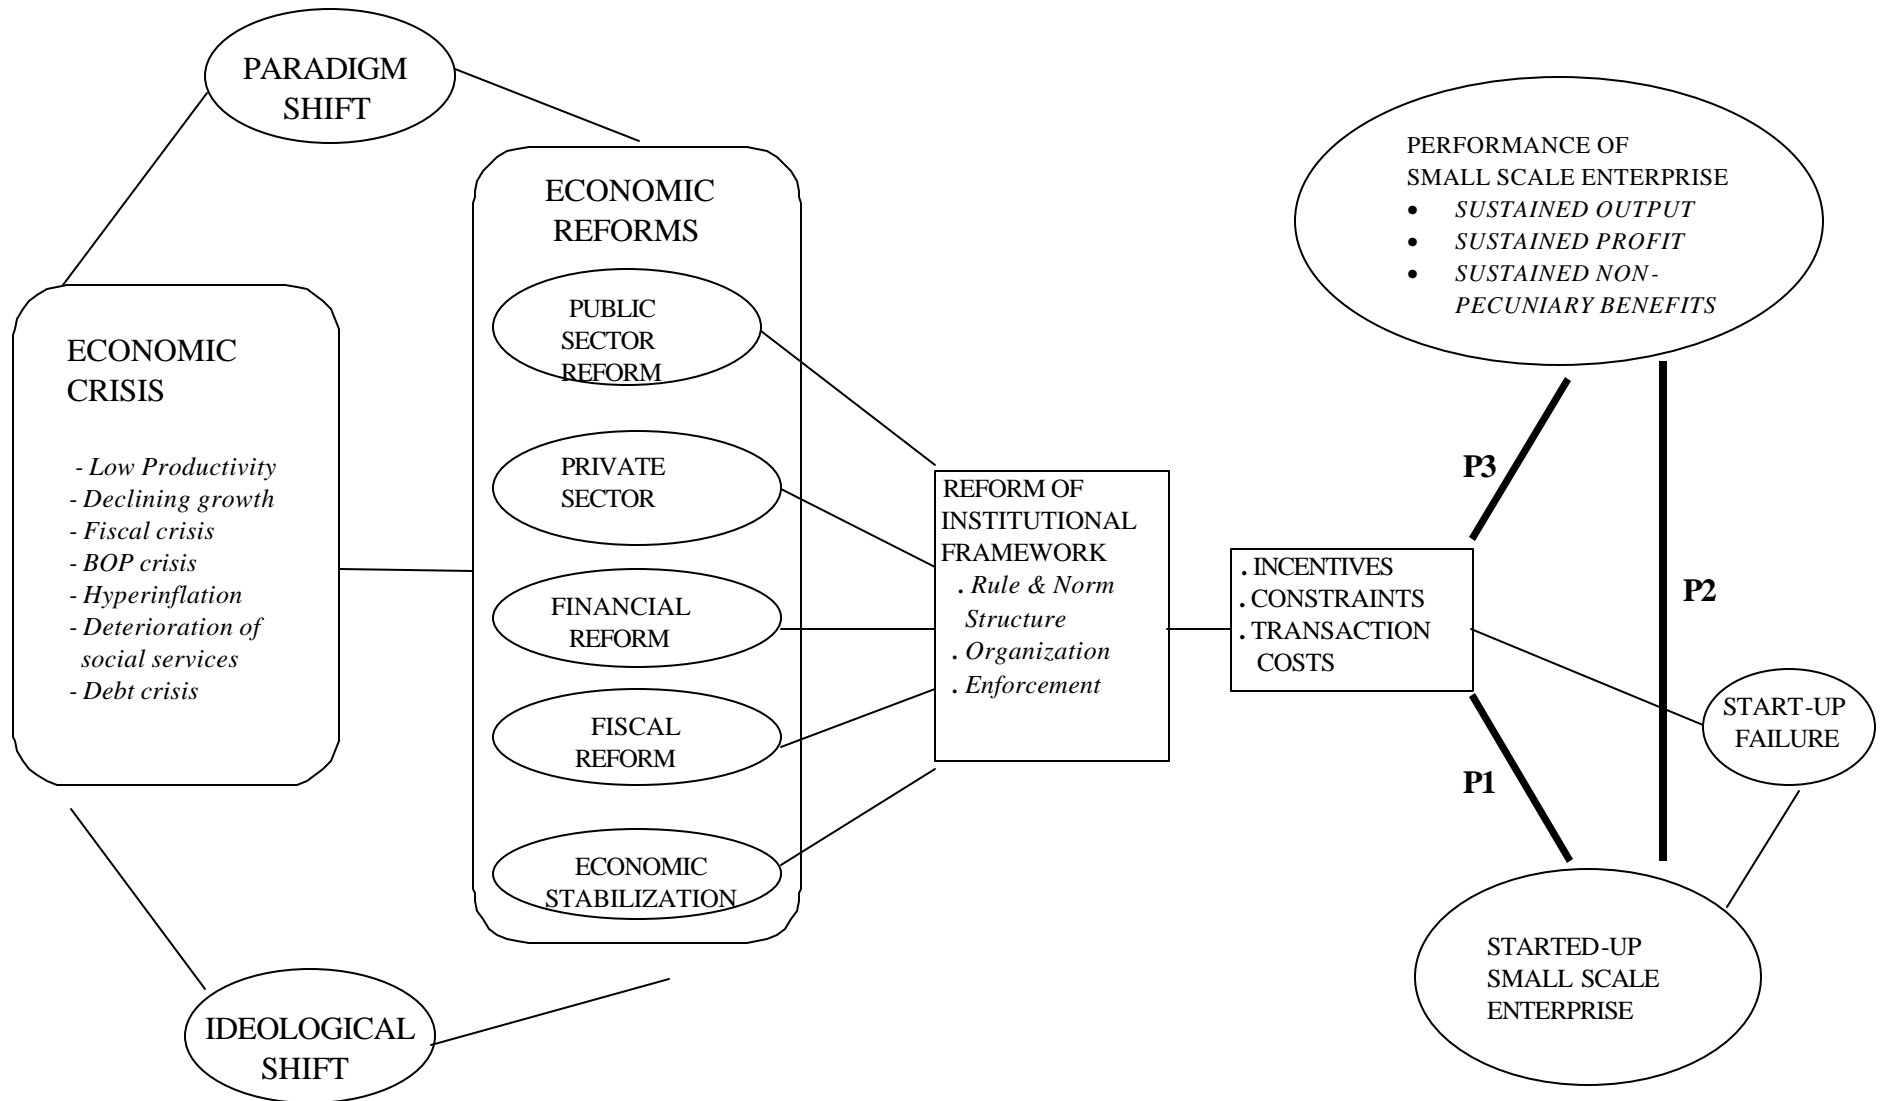 PARADIGM
SHIFT
ECONOMIC
CRISIS
- Low Productivity
- Declining growth
- Fiscal crisis
- BOP crisis
- Hyperinflation
- Deterioration of
social services
- Debt crisis
IDEOLOGICAL
SHIFT
ECONOMIC
REFORMS
PUBLIC
SECTOR
REFORM
PRIVATE
SECTOR
FINANCIAL
REFORM
FISCAL
REFORM
ECONOMIC
STABILIZATION
REFORM OF
INSTITUTIONAL
FRAMEWORK
. Rule & Norm
Structure
. Organization
. Enforcement
. INCENTIVES
. CONSTRAINTS
. TRANSACTION
COSTS
PERFORMANCE OF
SMALL SCALE ENTERPRISE
• SUSTAINED OUTPUT
• SUSTAINED PROFIT
• SUSTAINED NON-
PECUNIARY BENEFITS
P3
P2
P1
START-UP
FAILURE
STARTED-UP
SMALL SCALE
ENTERPRISE